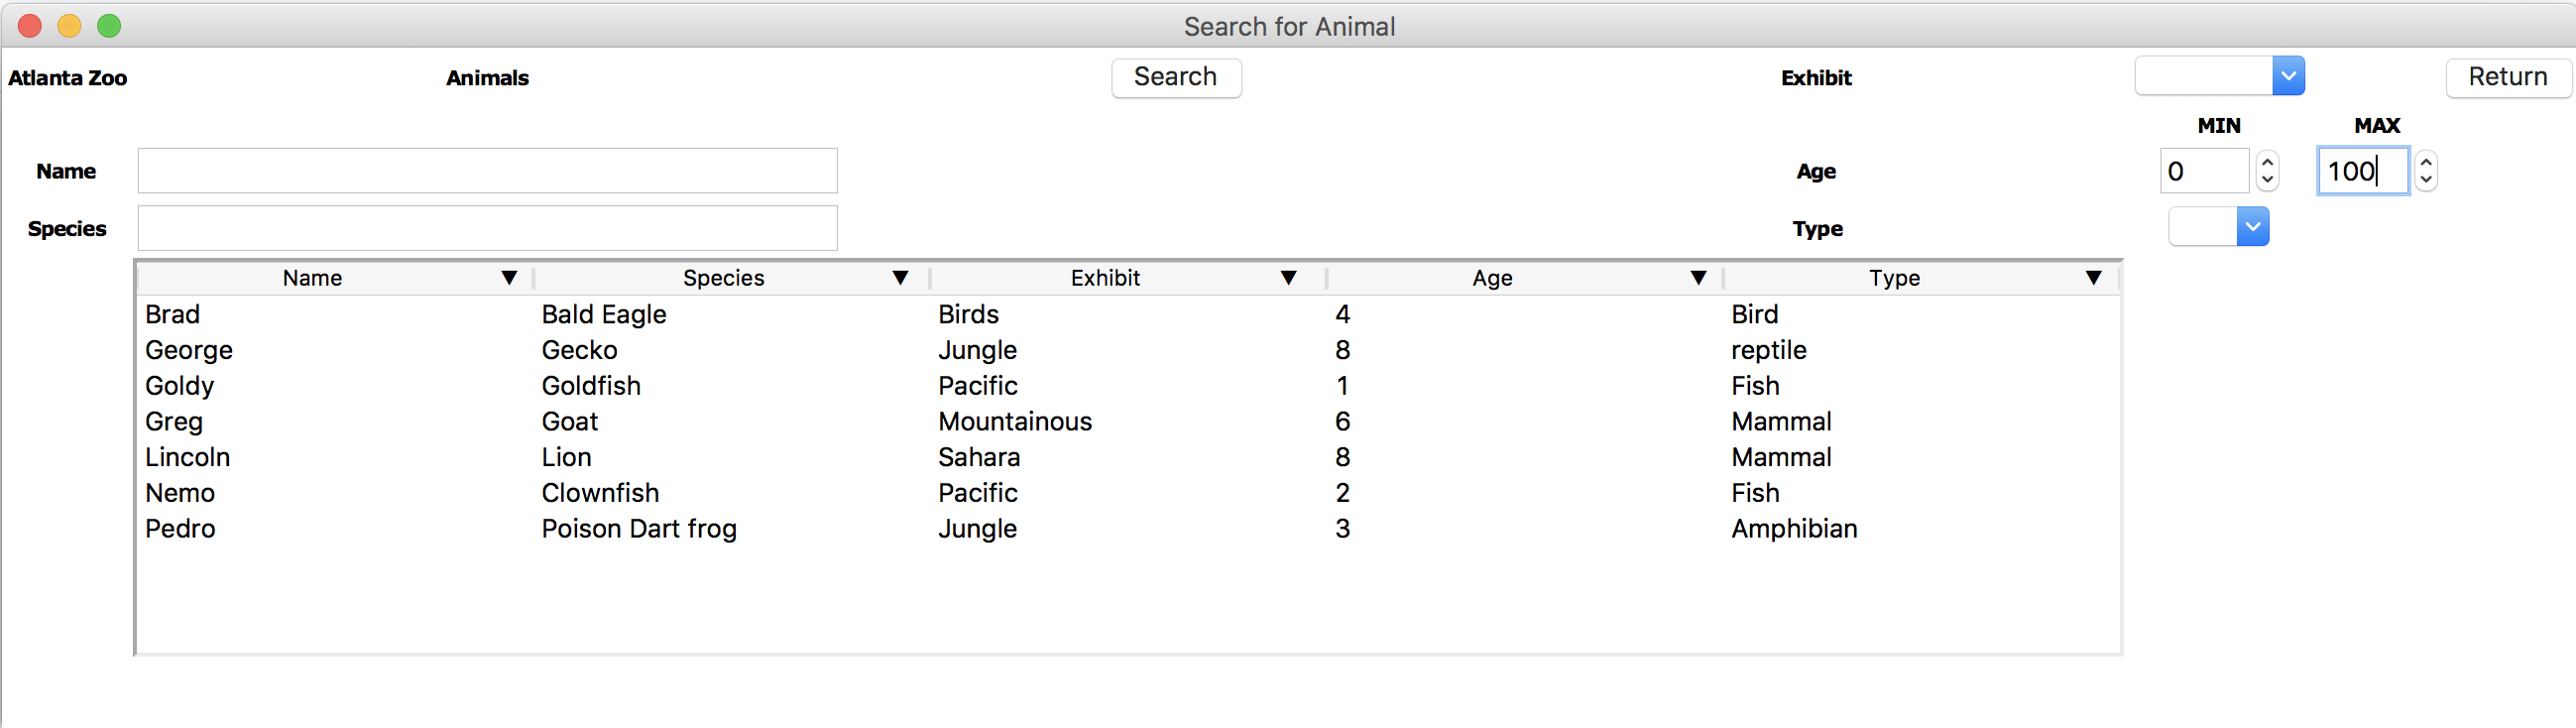 Search for Animal
Atlanta Zoo Animals Search Exhibit Return
MIN MAX
Name Age 0 100
Species Type
Name ▼ Species ▼ Exhibit ▼ Age ▼ Type ▼
Brad Bald Eagle Birds 4 Bird
George Gecko Jungle 8 reptile
Goldy Goldfish Pacific 1 Fish
Greg Goat Mountainous 6 Mammal
Lincoln Lion Sahara 8 Mammal
Nemo Clownfish Pacific 2 Fish
Pedro Poison Dart frog Jungle 3 Amphibian